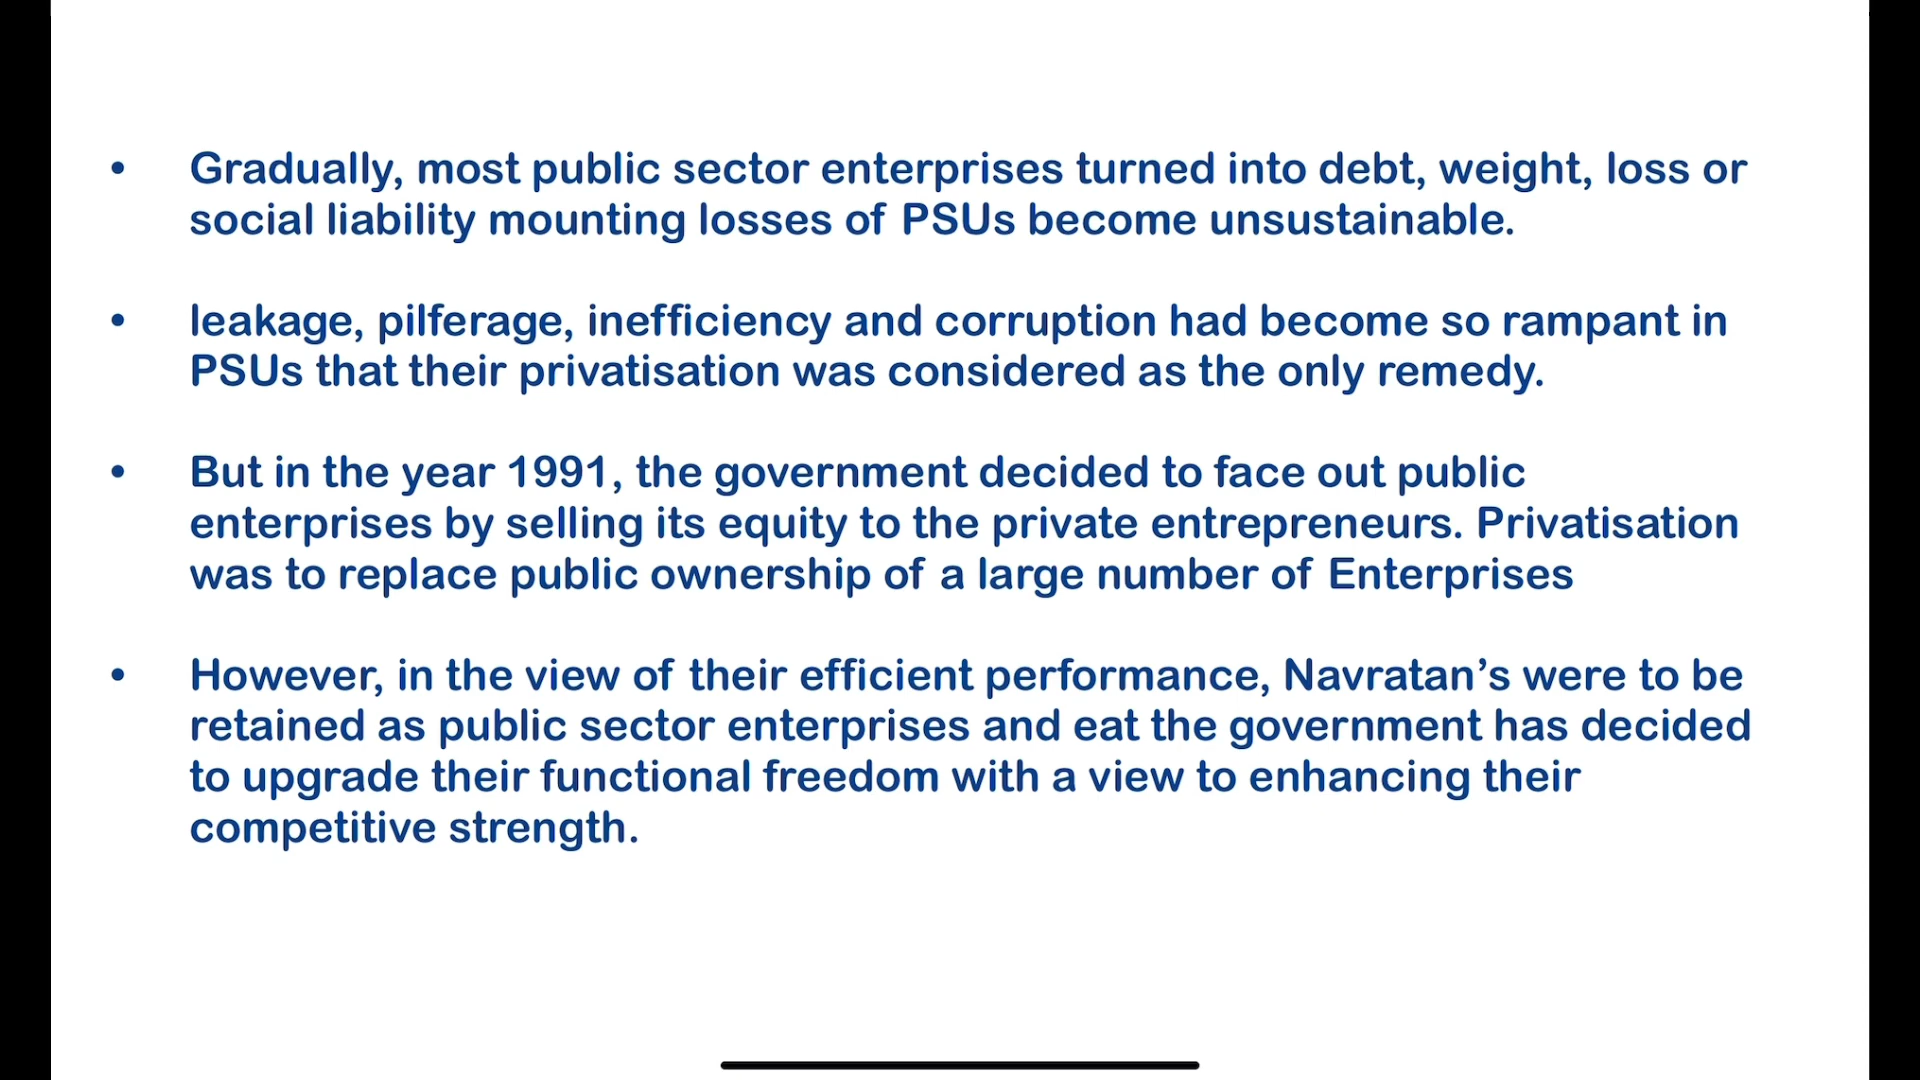 • Gradually, most public sector enterprises turned into debt, weight, loss or
social liability mounting losses of PSUs become unsustainable.
• leakage, pilferage, inefficiency and corruption had become so rampant in
PSUs that their privatisation was considered as the only remedy.
• But in the year 1991, the government decided to face out public
enterprises by selling its equity to the private entrepreneurs. Privatisation
was to replace public ownership of a large number of Enterprises
• However, in the view of their efficient performance, Navratan’s were to be
retained as public sector enterprises and eat the government has decided
to upgrade their functional freedom with a view to enhancing their
competitive strength.